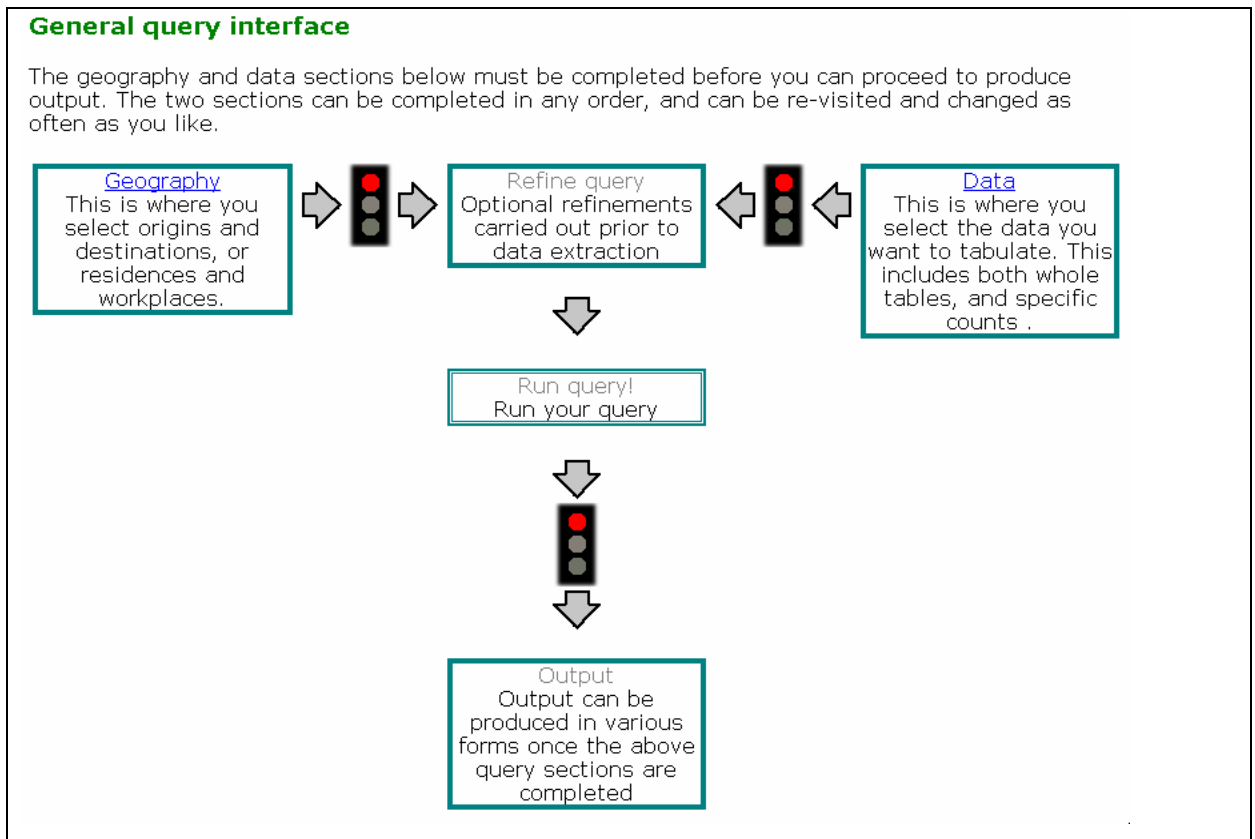 General query interface
The geography and data sections below must be completed before you can proceed to produce
output. The two sections can be completed in any order, and can be re-visited and changed as
often as you like.
Geography
This is where you
select origins and
destinations, or
residences and
workplaces.
Refine query
Optional refinements
carried out prior to
data extraction
Data
This is where you
select the data you
want to tabulate. This
includes both whole
tables, and specific
counts .
Run query!
Run your query
Output
Output can be
produced in various
forms once the above
query sections are
completed